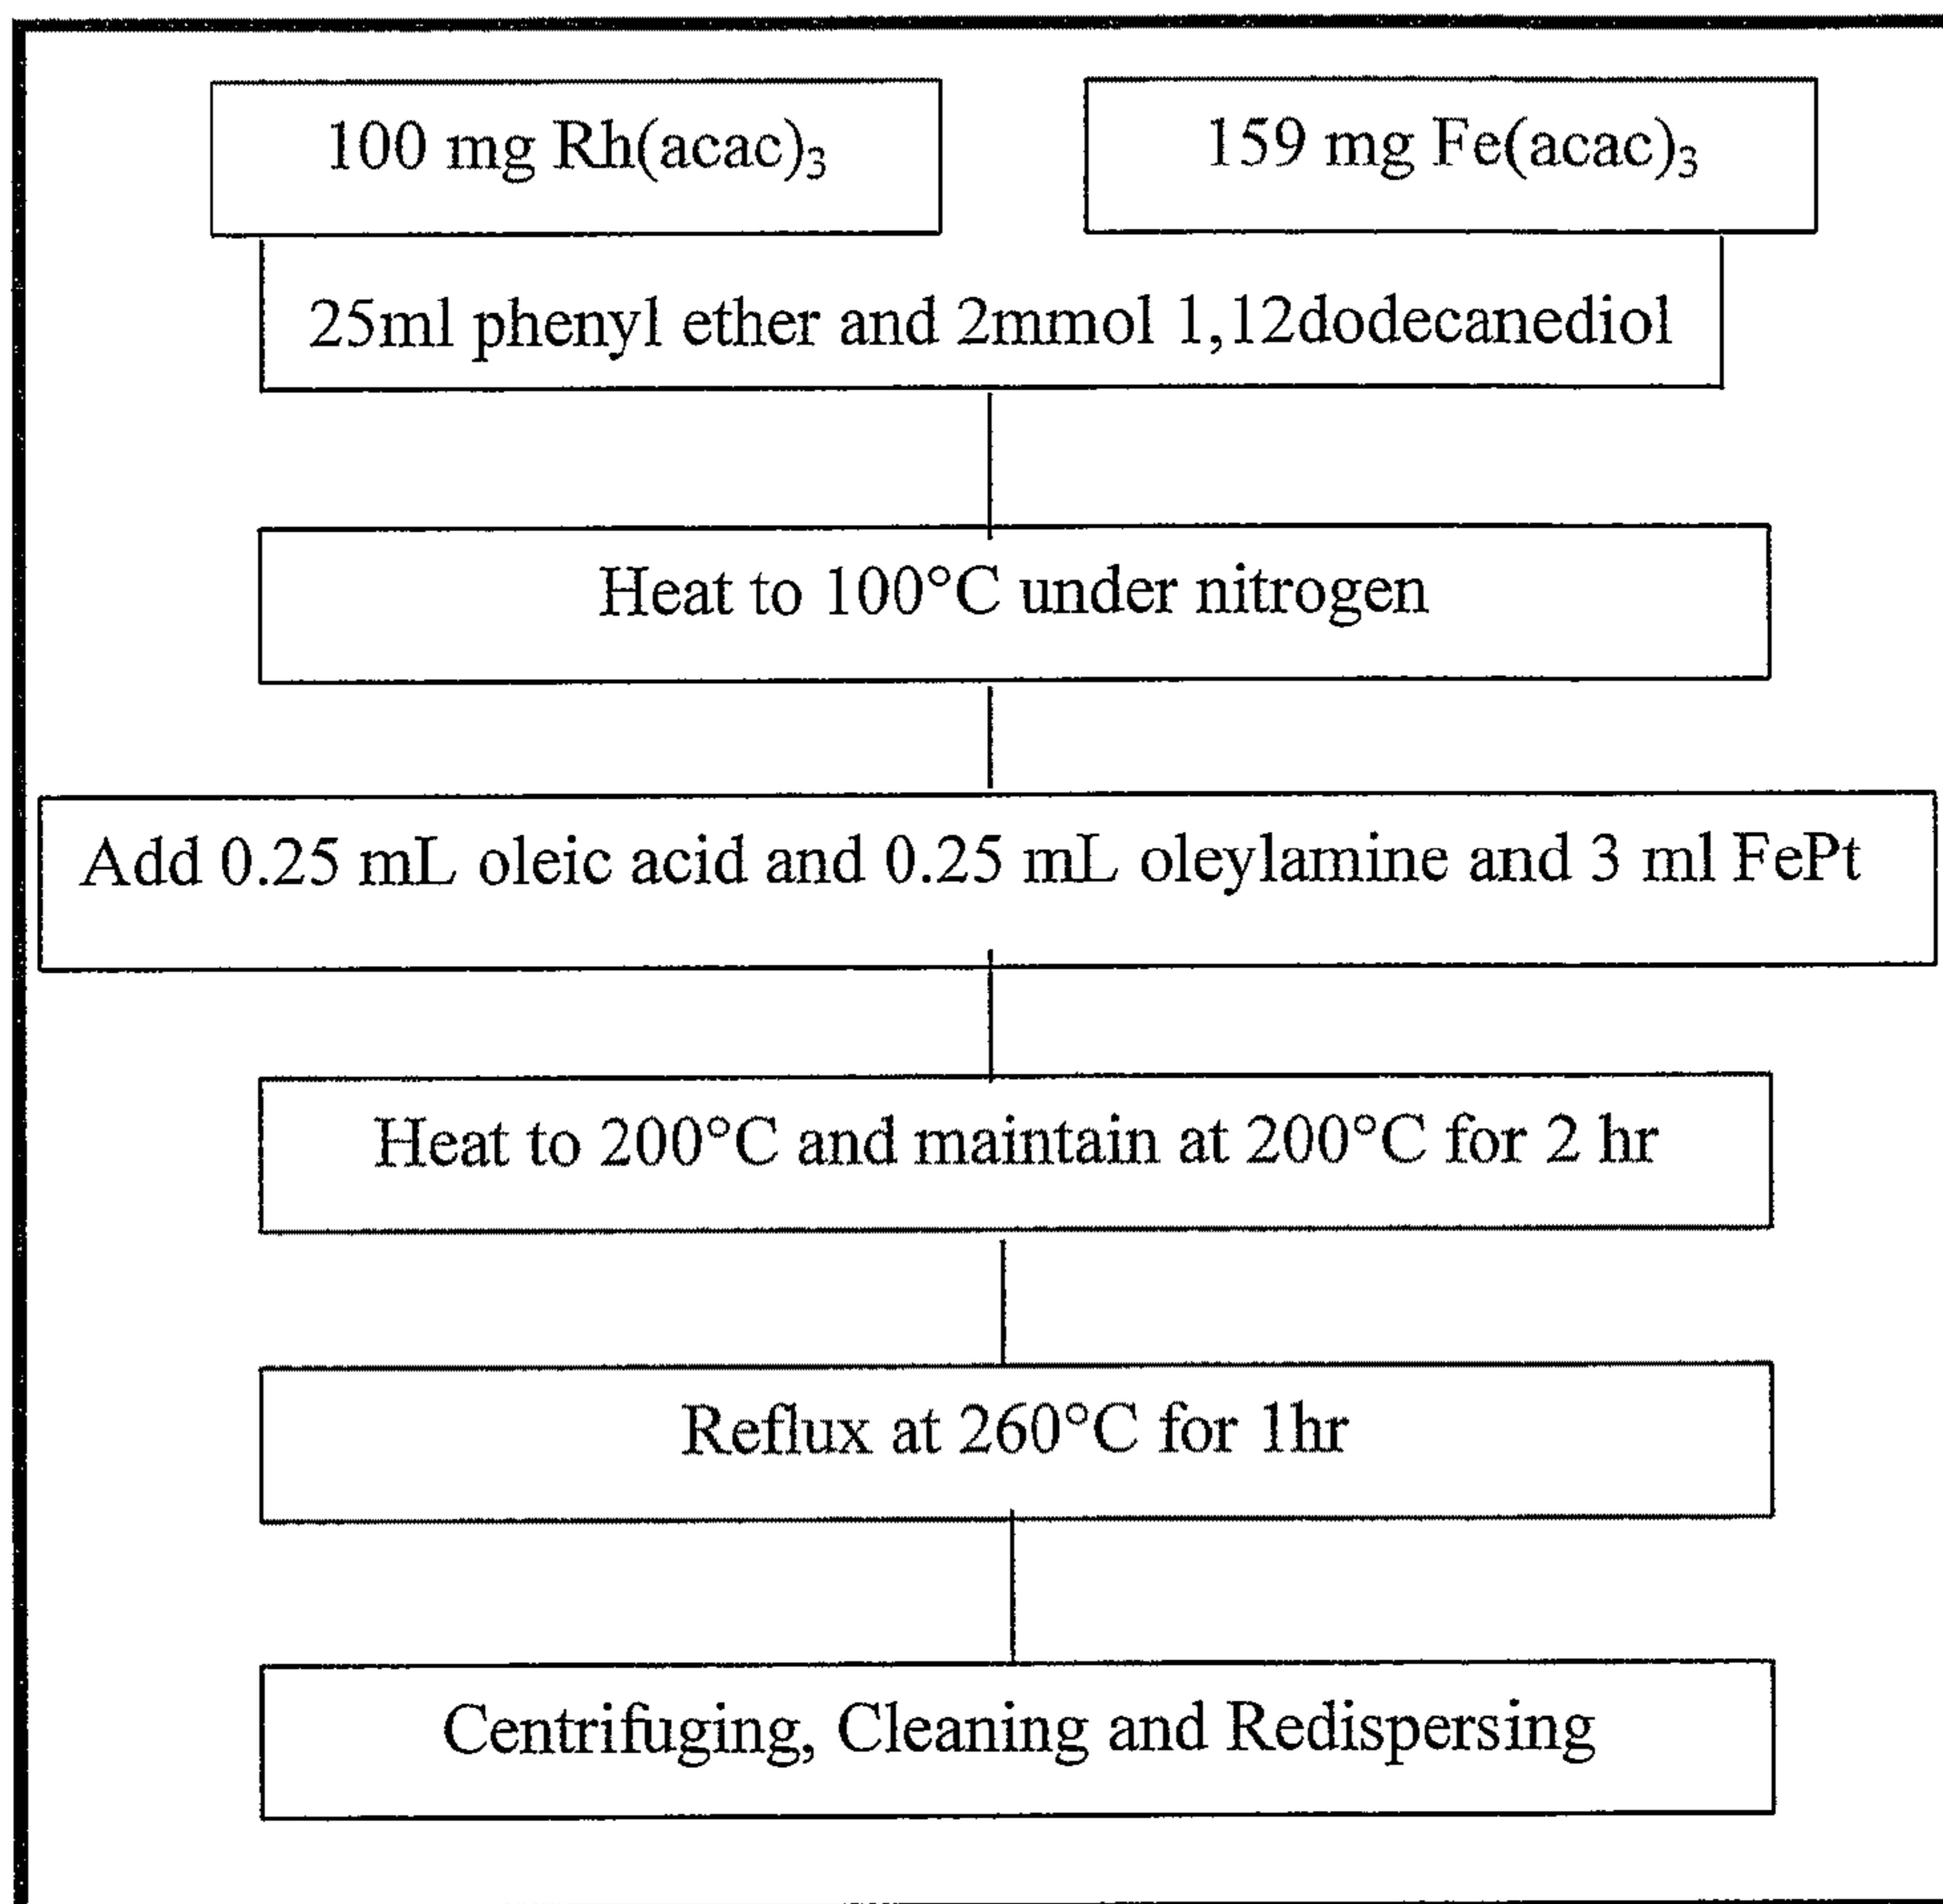 100 mg Rh(acac)₃
159 mg Fe(acac)₃
25ml phenyl ether and 2mmol 1,12dodecanediol
Heat to 100°C under nitrogen
Add 0.25 mL oleic acid and 0.25 mL oleylamine and 3 ml FePt
Heat to 200°C and maintain at 200°C for 2 hr
Reflux at 260°C for 1hr
Centrifuging, Cleaning and Redispersing